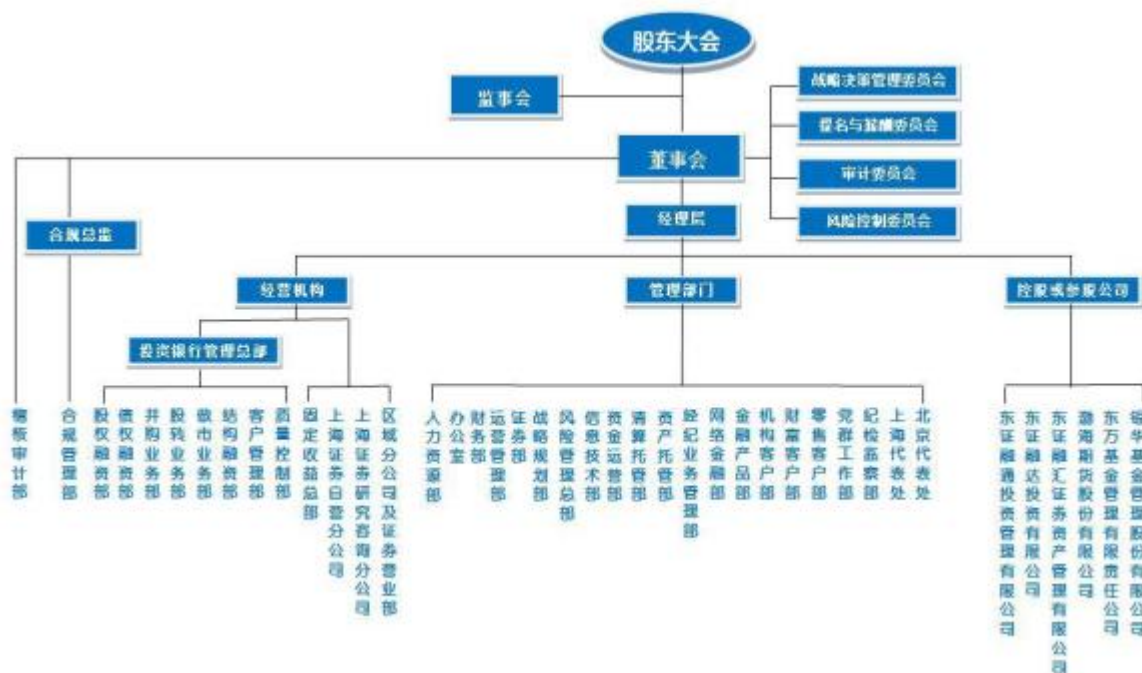 股东大会
监事会
战略决策管理委员会
提名与薪酬委员会
董事会
审计委员会
经理层
风险控制委员会
合规总监
经营机构
管理部门
控股或参股公司
投资银行管理总部
稽核审计部
合规管理部
股权融资部
债权融资部
并购业务部
股转业务部
做市业务部
结构融资部
客户管理部
质量控制部
固定收益总部
上海证券自营分公司
上海证券研究咨询分公司
区域分公司及证券营业部
人力资源部
办公室
财务部
运营管理部
证券部
战略规划部
风险管理总部
信息技术部
资金运营部
清算托管部
资产托管部
经纪业务管理部
网络金融部
金融产品部
机构客户部
财富客户部
零售客户部
党群工作部
纪检监察部
上海代表处
北京代表处
东证融通投资管理有限公司
东证融达投资有限公司
东证融汇证券资产管理有限公司
渤海期货股份有限公司
东方基金管理有限责任公司
银华基金管理股份有限公司